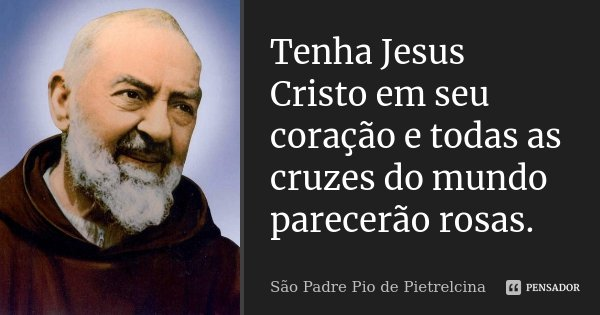 Tenha Jesus
Cristo em seu
coração e todas as
cruzes do mundo
parecerão rosas.
São Padre Pio de Pietrelcina
PENSADOR